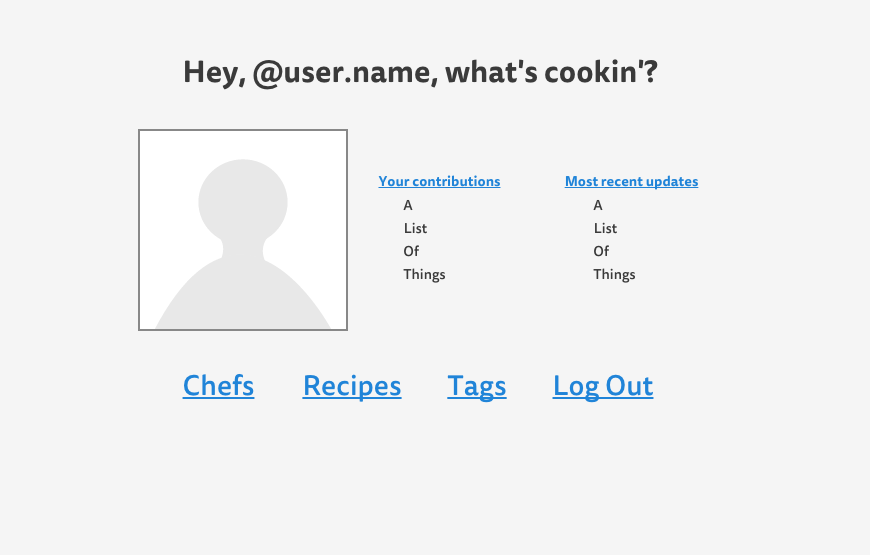 Hey, @user.name, what's cookin'?
Your contributions
A
List
Of
Things
Most recent updates
A
List
Of
Things
Chefs Recipes Tags Log Out